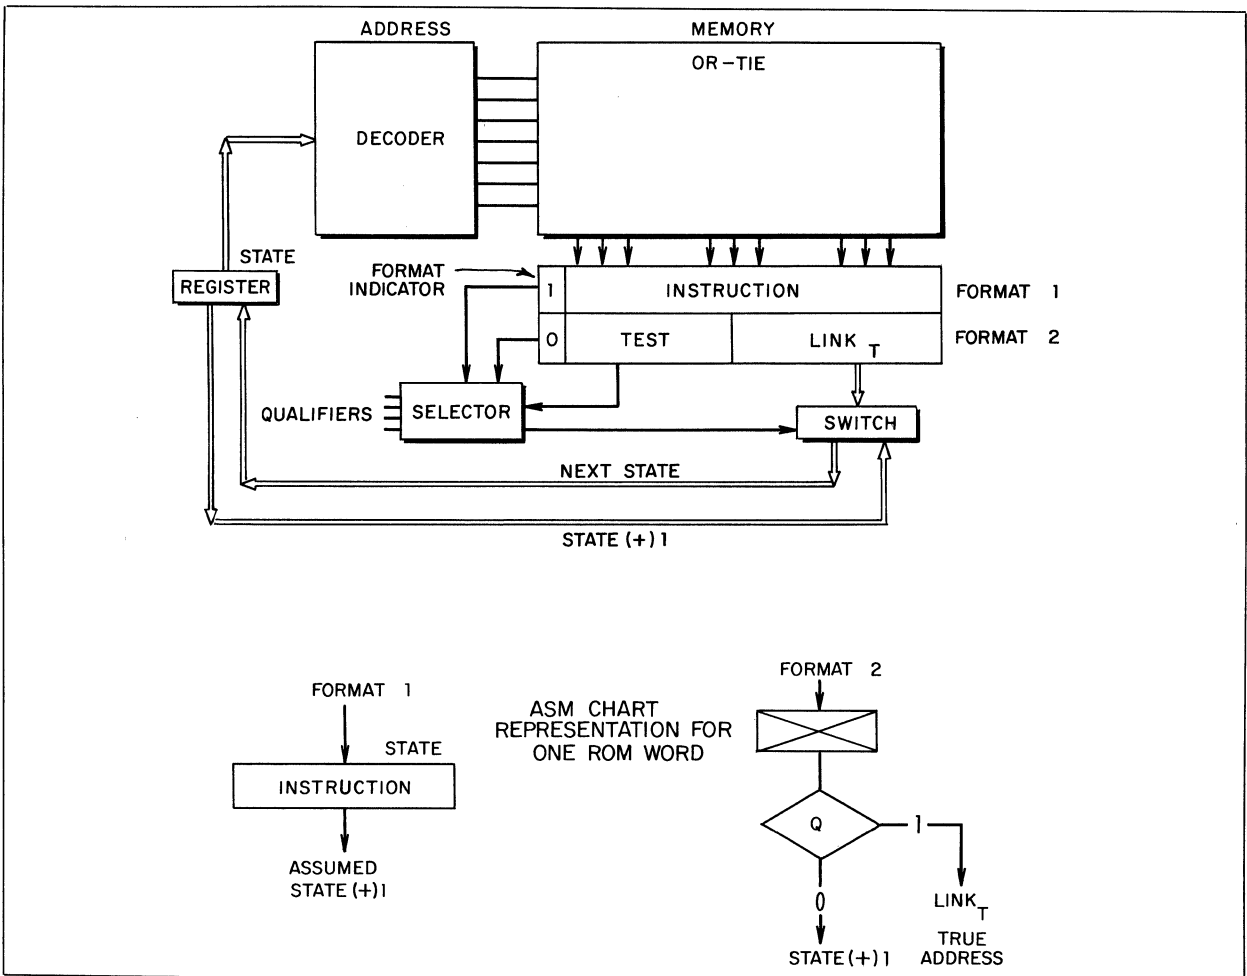 ADDRESS
MEMORY
OR-TIE
DECODER
STATE
REGISTER
FORMAT
INDICATOR
1 INSTRUCTION
FORMAT 1
0 TEST LINK T
FORMAT 2
QUALIFIERS
SELECTOR
SWITCH
NEXT STATE
STATE (+) 1
FORMAT 1
STATE
INSTRUCTION
ASSUMED
STATE (+) 1
ASM CHART
REPRESENTATION FOR
ONE ROM WORD
FORMAT 2
Q
1
0
LINK T
TRUE
ADDRESS
STATE (+) 1